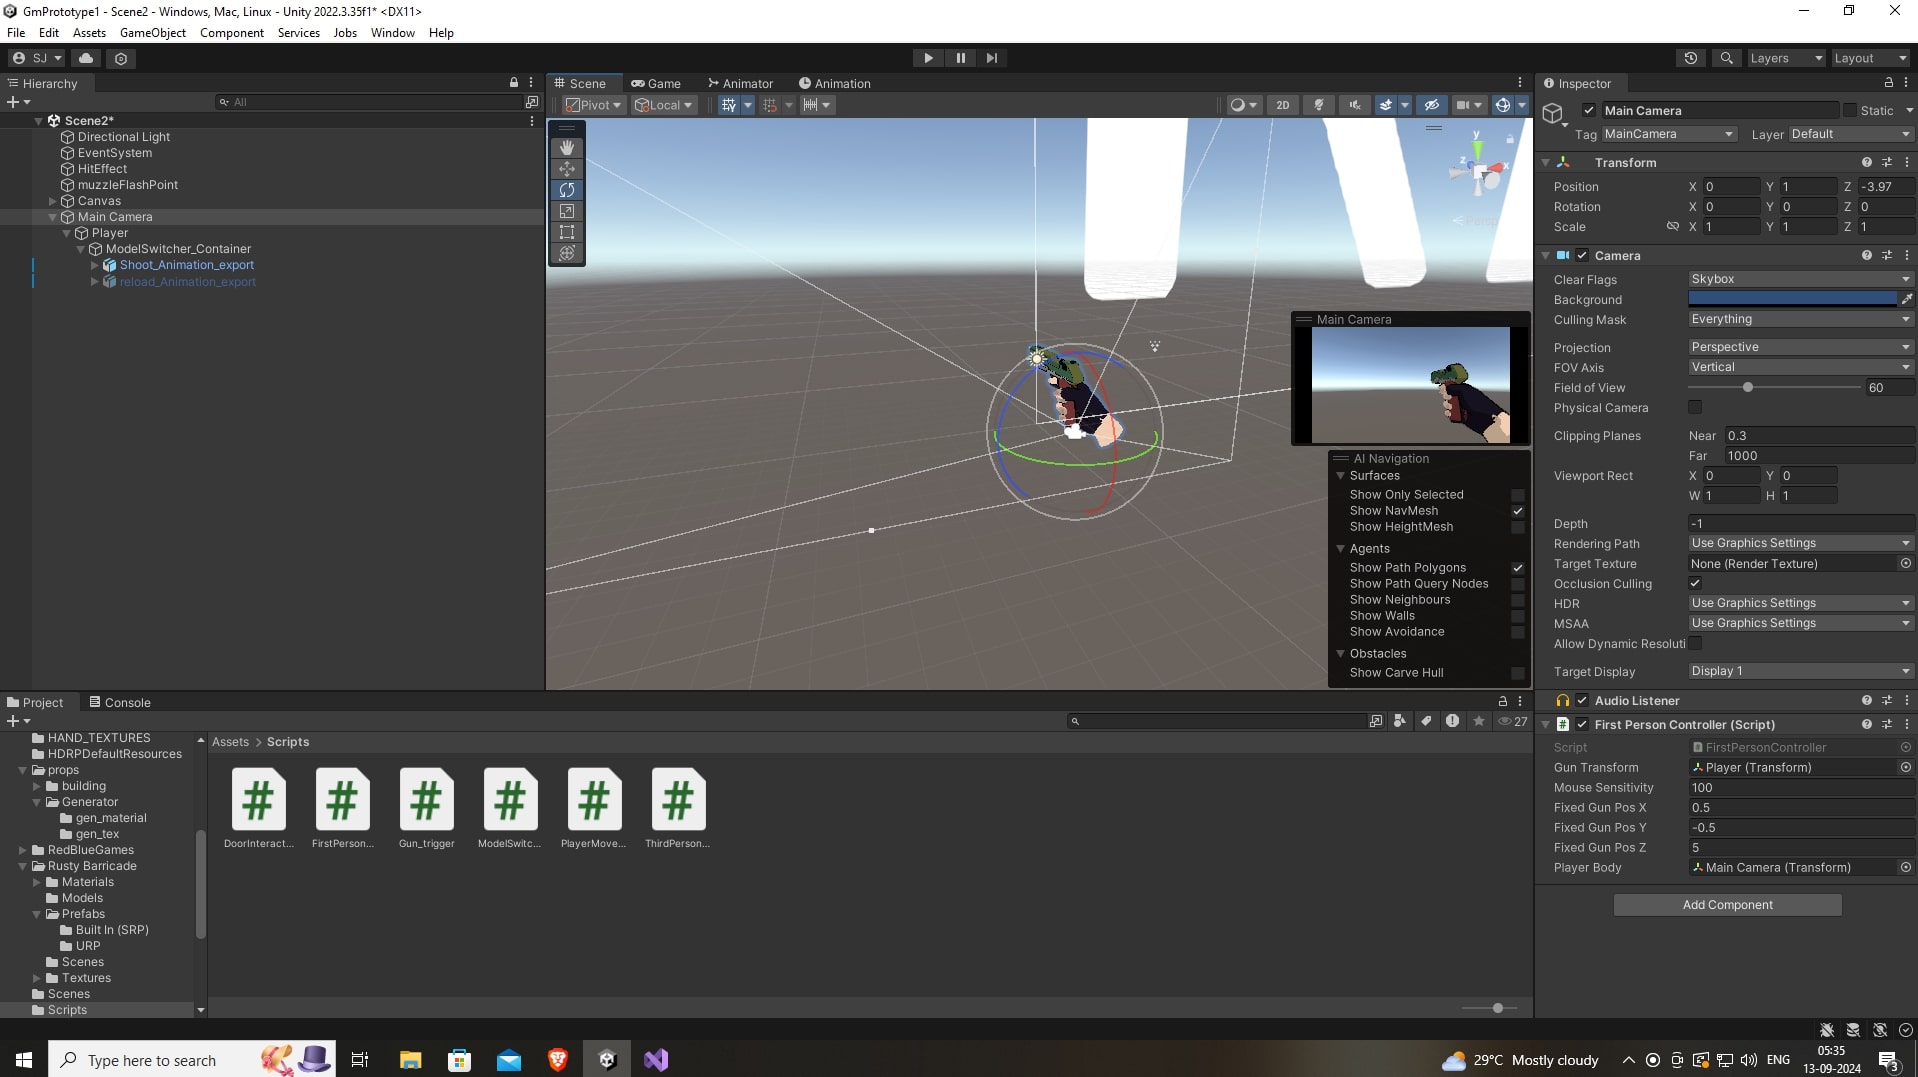 GmPrototype1 - Scene2 - Windows, Mac, Linux - Unity 2022.3.35f1* <DX11>
File Edit Assets GameObject Component Services Jobs Window Help
SJ Layers Layout
Hierarchy
All
Scene2*
Directional Light
EventSystem
HitEffect
muzzleFlashPoint
Canvas
Main Camera
Player
ModelSwitcher_Container
Shoot_Animation_export
reload_Animation_export
Scene Game Animator Animation
Pivot Local 2D
y
x
z
Persp
Main Camera
AI Navigation
Surfaces
Show Only Selected
Show NavMesh
Show HeightMesh
Agents
Show Path Polygons
Show Path Query Nodes
Show Neighbours
Show Walls
Show Avoidance
Obstacles
Show Carve Hull
Inspector
Main Camera Static
Tag MainCamera Layer Default
Transform
Position X 0 Y 1 Z -3.97
Rotation X 0 Y 0 Z 0
Scale X 1 Y 1 Z 1
Camera
Clear Flags Skybox
Background
Culling Mask Everything
Projection Perspective
FOV Axis Vertical
Field of View 60
Physical Camera
Clipping Planes Near 0.3
Far 1000
Viewport Rect X 0 Y 0
W 1 H 1
Depth -1
Rendering Path Use Graphics Settings
Target Texture None (Render Texture)
Occlusion Culling
HDR Use Graphics Settings
MSAA Use Graphics Settings
Allow Dynamic Resoluti
Target Display Display 1
Audio Listener
First Person Controller (Script)
Script FirstPersonController
Gun Transform Player (Transform)
Mouse Sensitivity 100
Fixed Gun Pos X 0.5
Fixed Gun Pos Y -0.5
Fixed Gun Pos Z 5
Player Body Main Camera (Transform)
Add Component
Project Console
27
HAND_TEXTURES
HDRPDefaultResources
props
building
Generator
gen_material
gen_tex
RedBlueGames
Rusty Barricade
Materials
Models
Prefabs
Built In (SRP)
URP
Scenes
Textures
Scenes
Scripts
Assets > Scripts
# # # # # #
DoorInteract... FirstPerson... Gun_trigger ModelSwitc... PlayerMove... ThirdPerson...
Type here to search
29°C Mostly cloudy
ENG
05:35
13-09-2024
3